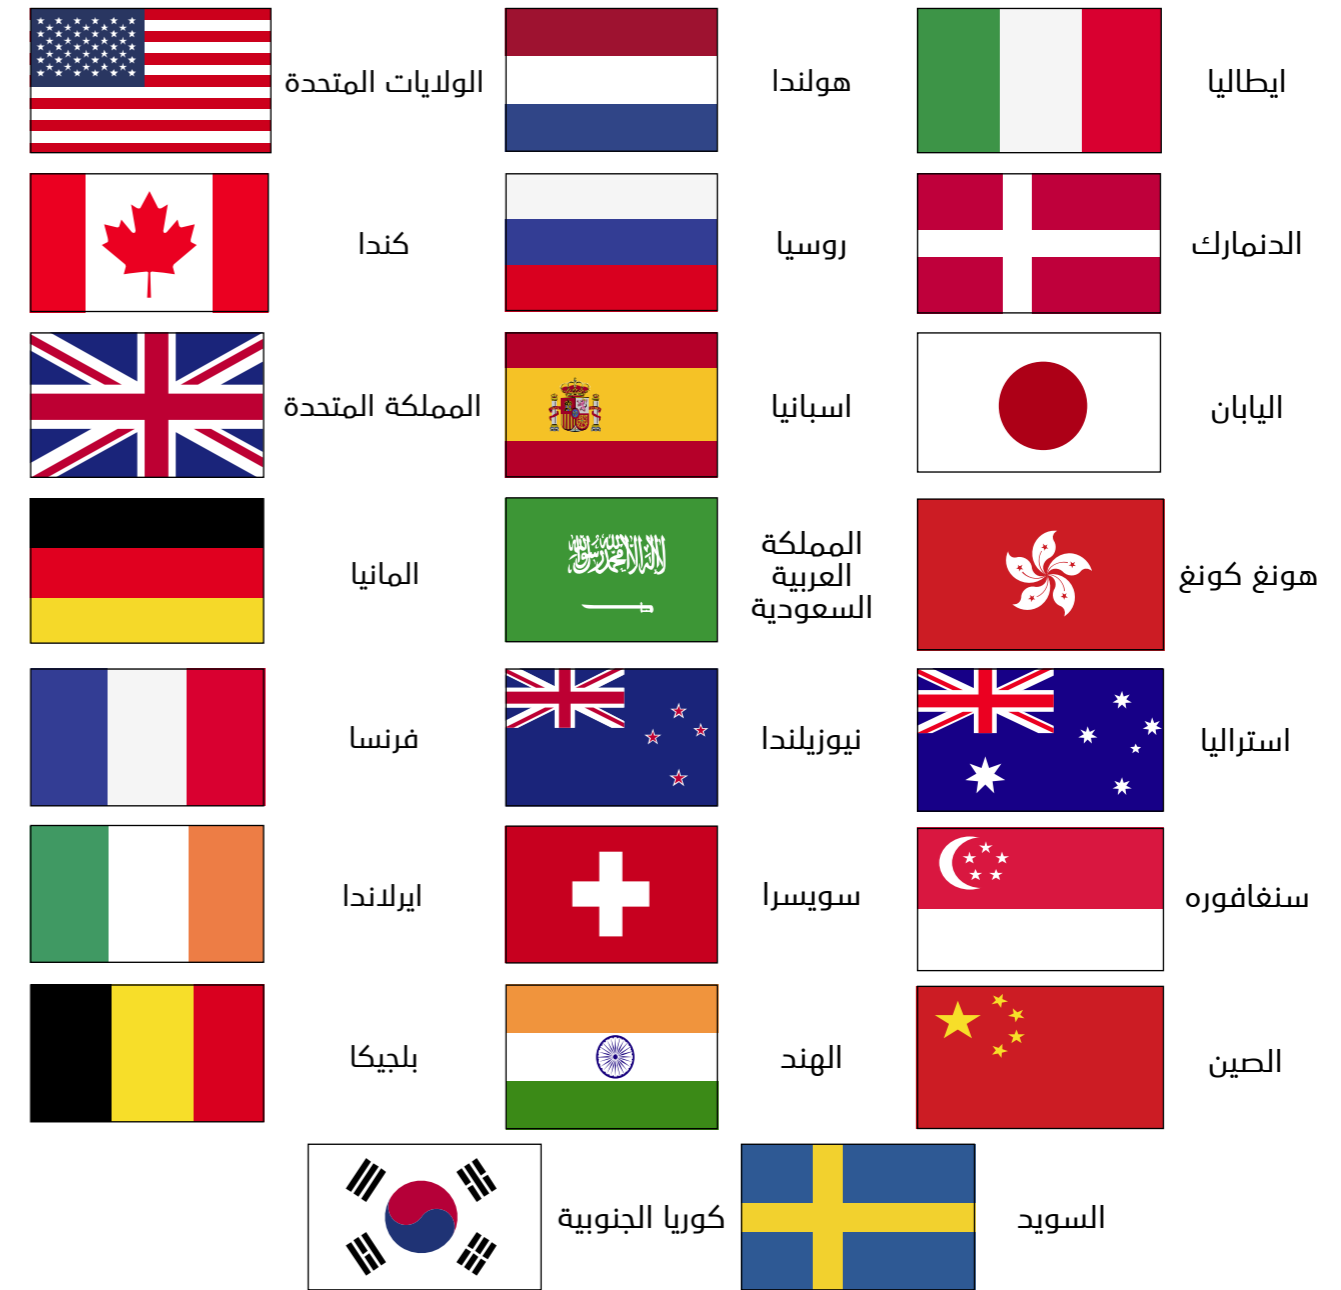 الولايات المتحدة
هولندا
ايطاليا
كندا
روسيا
الدنمارك
المملكة المتحدة
اسبانيا
اليابان
المانيا
المملكة
العربية
السعودية
هونغ كونغ
فرنسا
نيوزيلندا
استراليا
ايرلاندا
سويسرا
سنغافوره
بلجيكا
الهند
الصين
كوريا الجنوبية
السويد